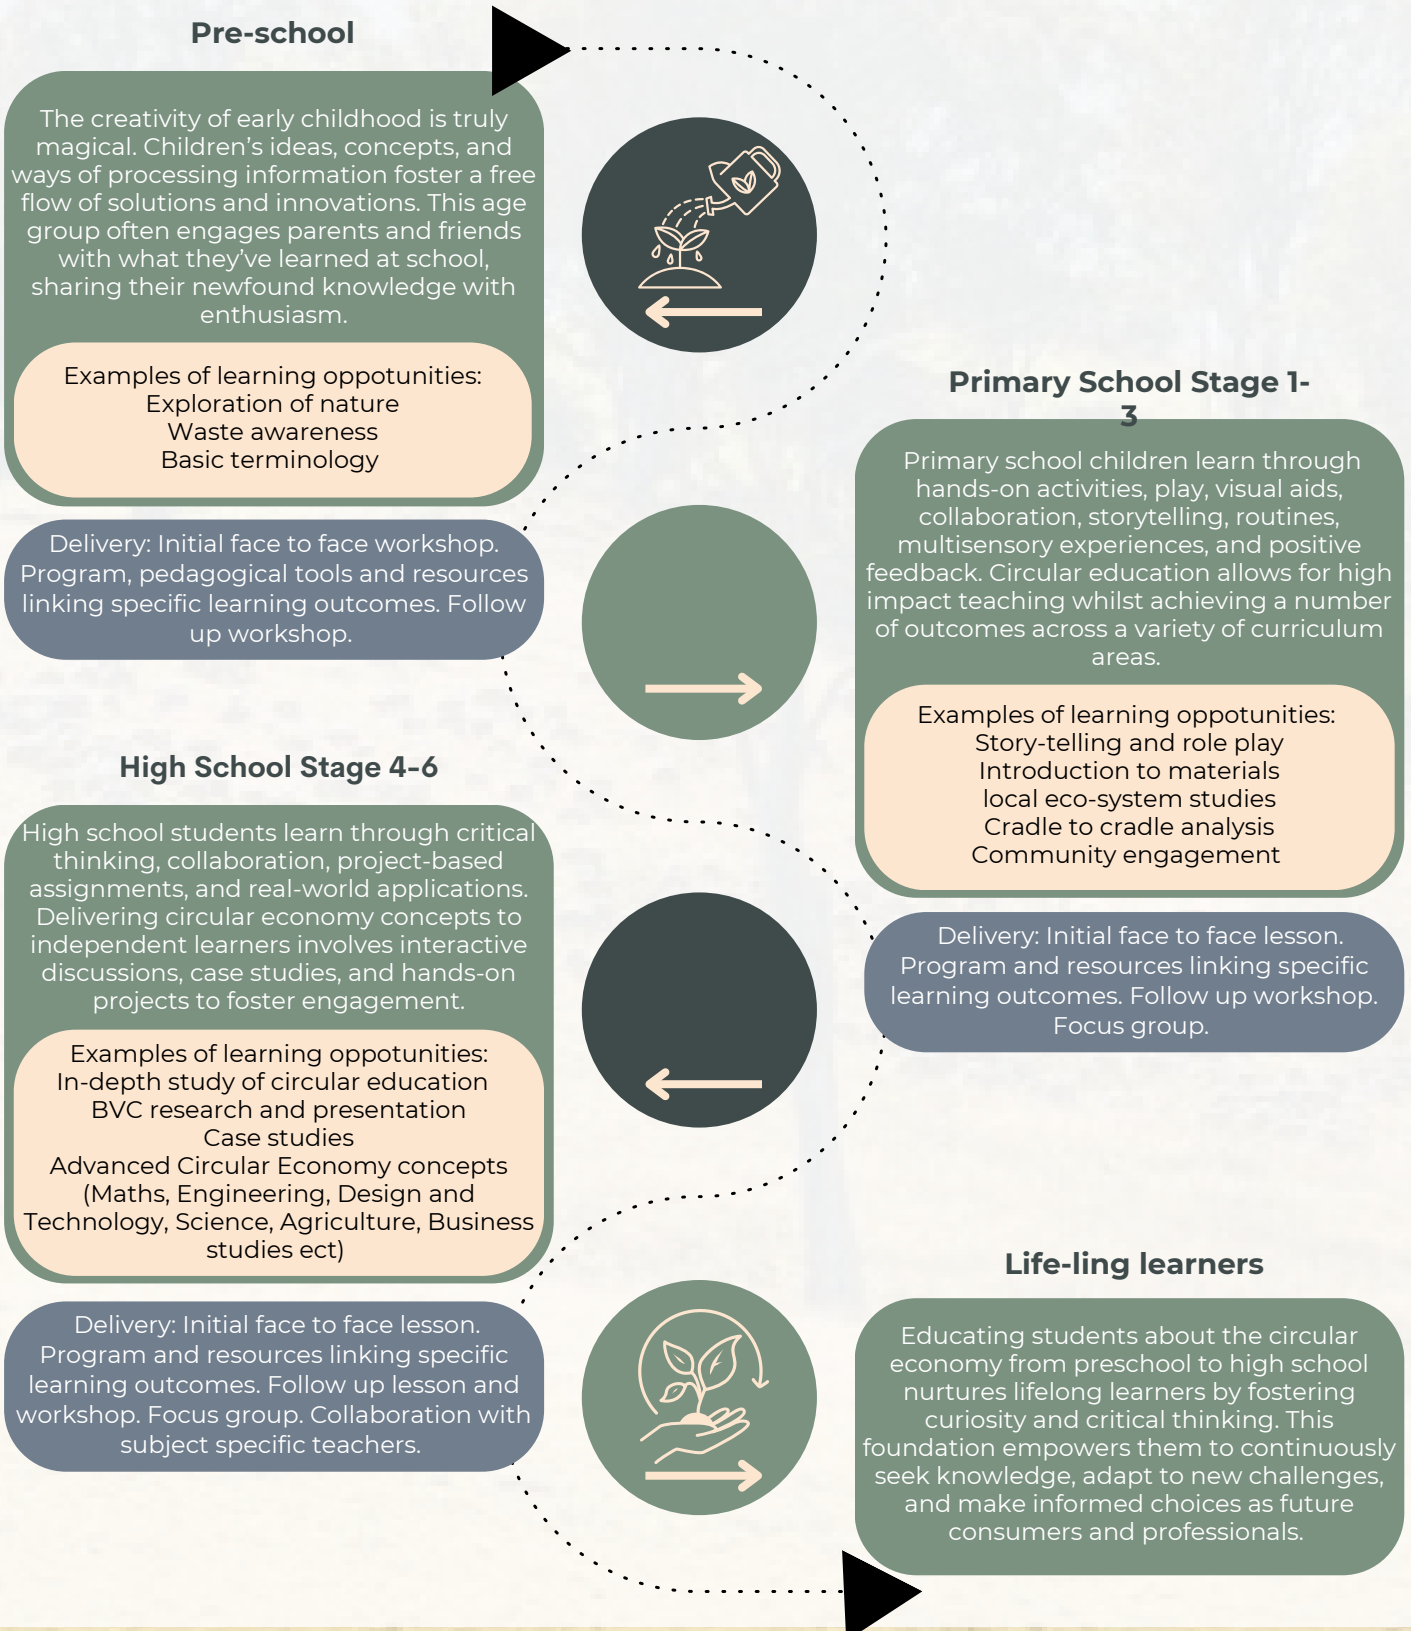 Pre-school
The creativity of early childhood is truly
magical. Children's ideas, concepts, and
ways of processing information foster a free
flow of solutions and innovations. This age
group often engages parents and friends
with what they've learned at school,
sharing their newfound knowledge with
enthusiasm.
Examples of learning oppotunities:
Exploration of nature
Waste awareness
Basic terminology
Delivery: Initial face to face workshop.
Program, pedagogical tools and resources
linking specific learning outcomes. Follow
up workshop.
Primary School Stage 1-
3
Primary school children learn through
hands-on activities, play, visual aids,
collaboration, storytelling, routines,
multisensory experiences, and positive
feedback. Circular education allows for high
impact teaching whilst achieving a number
of outcomes across a variety of curriculum
areas.
Examples of learning oppotunities:
Story-telling and role play
Introduction to materials
local eco-system studies
Cradle to cradle analysis
Community engagement
Delivery: Initial face to face lesson.
Program and resources linking specific
learning outcomes. Follow up workshop.
Focus group.
High School Stage 4-6
High school students learn through critical
thinking, collaboration, project-based
assignments, and real-world applications.
Delivering circular economy concepts to
independent learners involves interactive
discussions, case studies, and hands-on
projects to foster engagement.
Examples of learning oppotunities:
In-depth study of circular education
BVC research and presentation
Case studies
Advanced Circular Economy concepts
(Maths, Engineering, Design and
Technology, Science, Agriculture, Business
studies ect)
Delivery: Initial face to face lesson.
Program and resources linking specific
learning outcomes. Follow up lesson and
workshop. Focus group. Collaboration with
subject specific teachers.
Life-ling learners
Educating students about the circular
economy from preschool to high school
nurtures lifelong learners by fostering
curiosity and critical thinking. This
foundation empowers them to continuously
seek knowledge, adapt to new challenges,
and make informed choices as future
consumers and professionals.